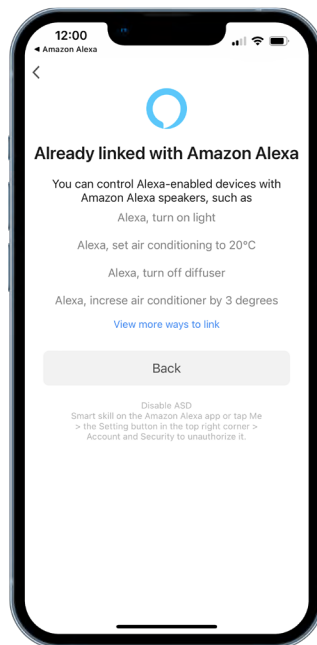 12:00
◀ Amazon Alexa
Already linked with Amazon Alexa
You can control Alexa-enabled devices with
Amazon Alexa speakers, such as
Alexa, turn on light
Alexa, set air conditioning to 20°C
Alexa, turn off diffuser
Alexa, increse air conditioner by 3 degrees
View more ways to link
Back
Disable ASD
Smart skill on the Amazon Alexa app or tap Me
> the Setting button in the top right corner >
Account and Security to unauthorize it.